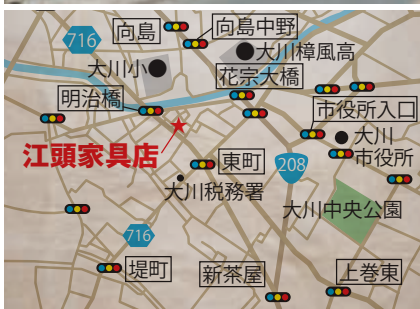 716
向島
向島中野
大川樟風高
大川小
花宗大橋
明治橋
市役所入口
大川
市役所
江頭家具店
東町
208
大川税務署
大川中央公園
716
堤町
新茶屋
上巻東